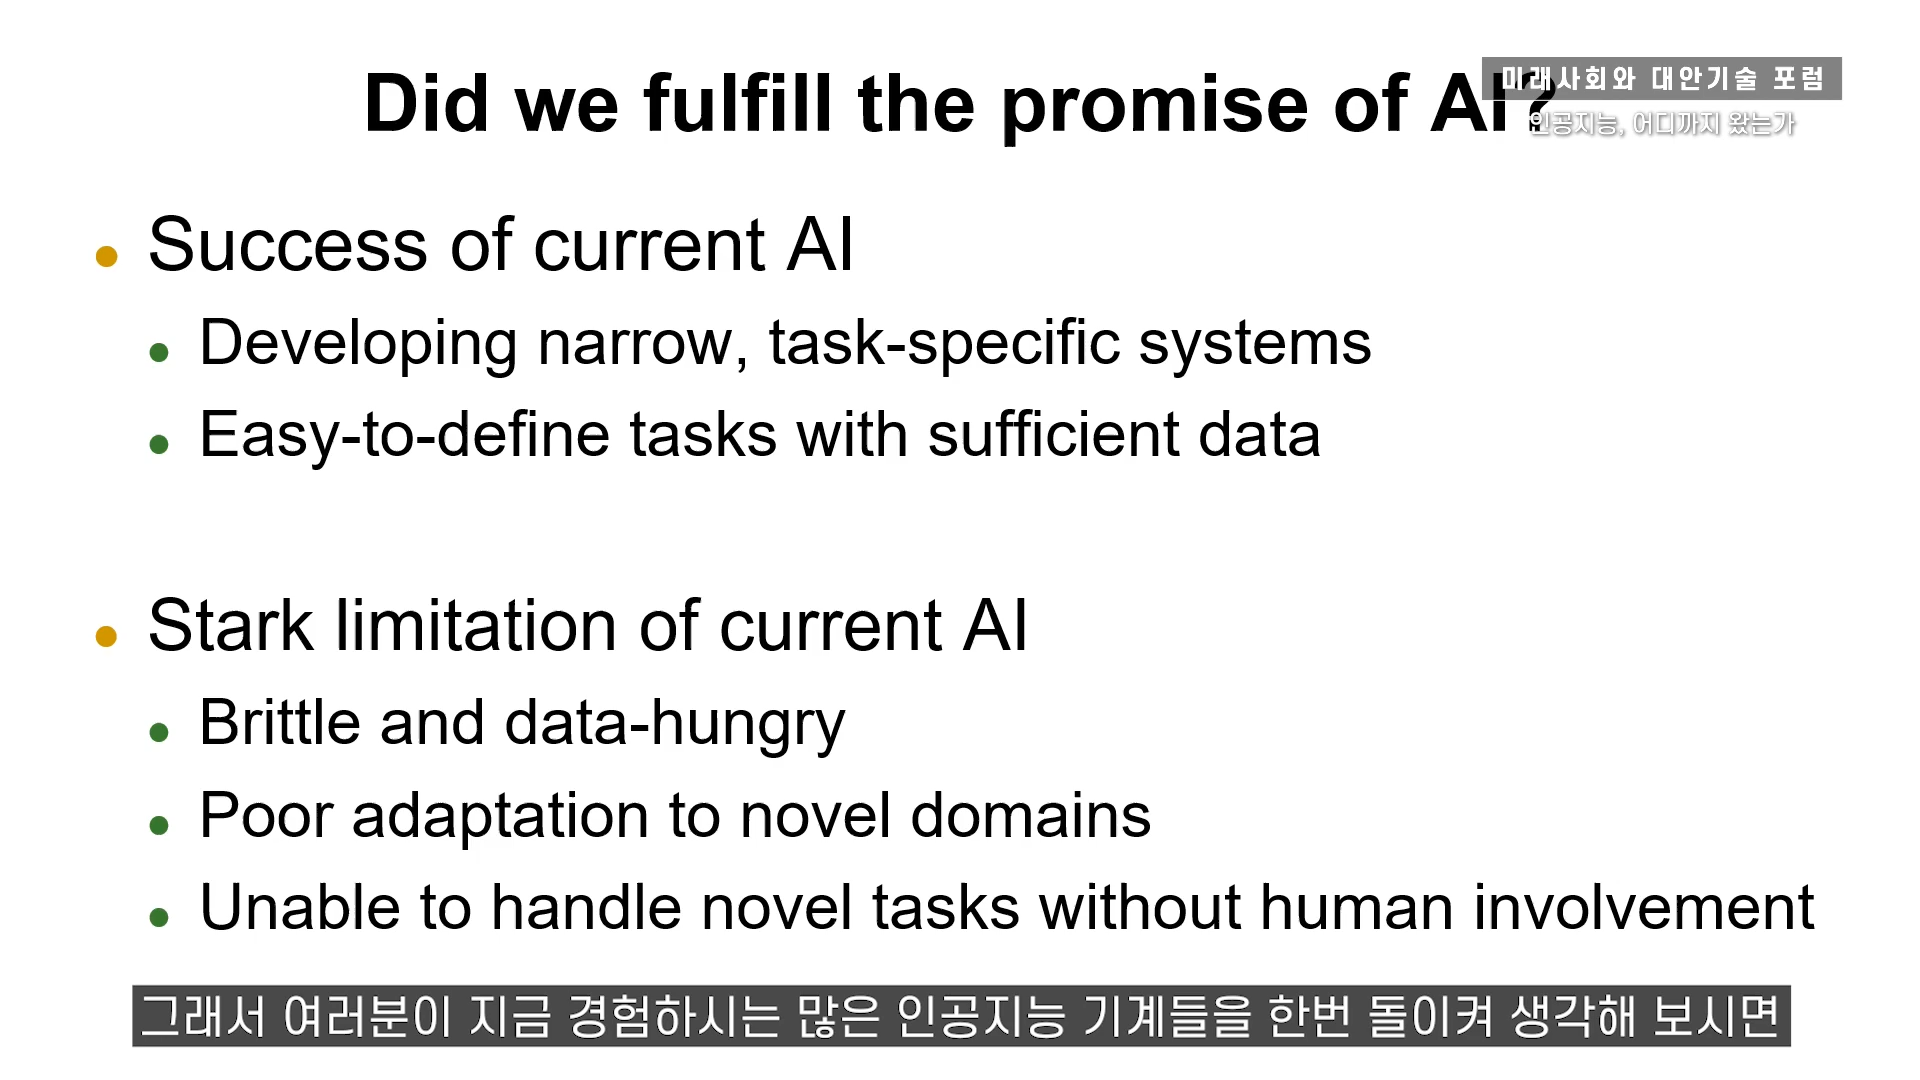 Did we fulfill the promise of AI?
미래사회와 대안기술 포럼
인공지능, 어디까지 왔는가
Success of current AI
Developing narrow, task-specific systems
Easy-to-define tasks with sufficient data
Stark limitation of current AI
Brittle and data-hungry
Poor adaptation to novel domains
Unable to handle novel tasks without human involvement
그래서 여러분이 지금 경험하시는 많은 인공지능 기계들을 한번 돌이켜 생각해 보시면